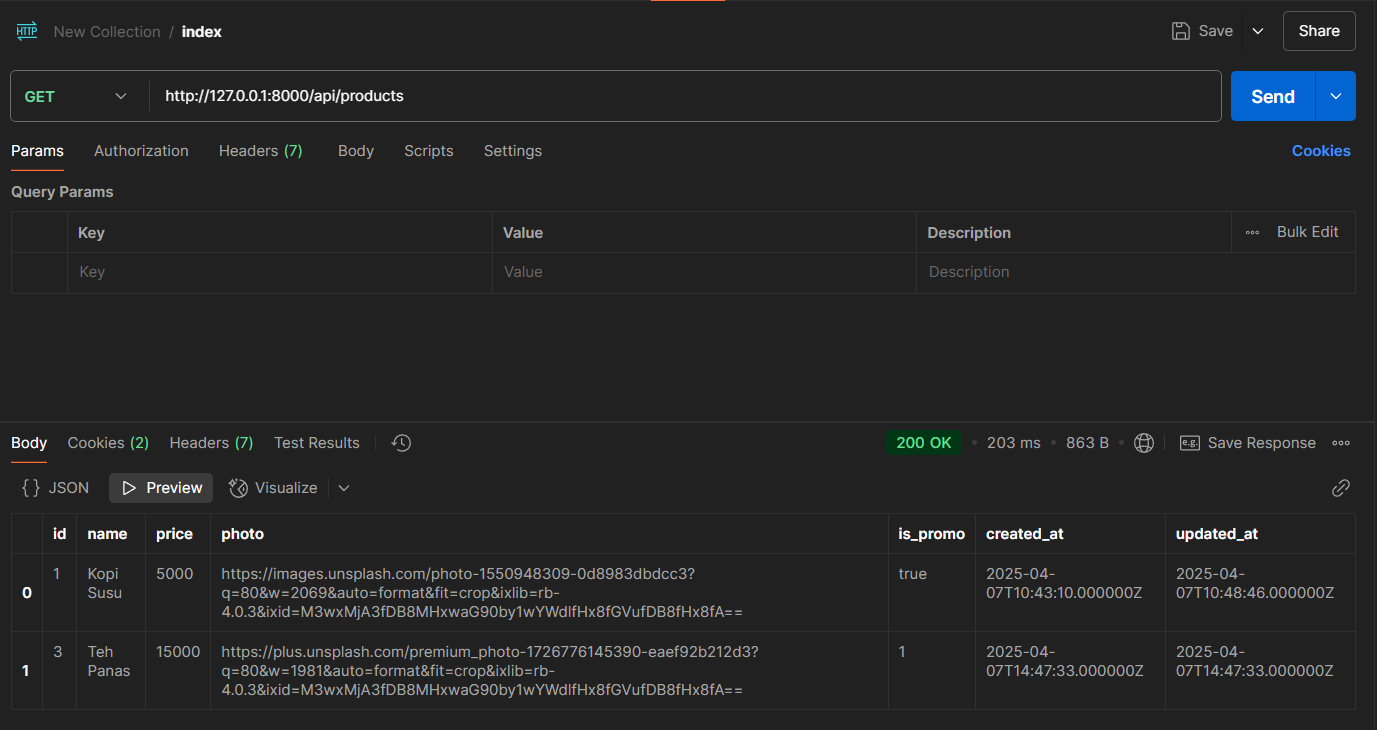 HTTP New Collection / index Save Share
GET http://127.0.0.1:8000/api/products Send
Params Authorization Headers (7) Body Scripts Settings Cookies
Query Params
Key Value Description Bulk Edit
Key Value Description
Body Cookies (2) Headers (7) Test Results 200 OK 203 ms 863 B e.g. Save Response
{} JSON Preview Visualize
id name price photo is_promo created_at updated_at
0 1 Kopi Susu 5000 https://images.unsplash.com/photo-1550948309-0d8983dbdcc3?
q=80&w=2069&auto=format&fit=crop&ixlib=rb-
4.0.3&ixid=M3wxMjA3fDB8MHxwaG90by1wYWdlfHx8fGVufDB8fHx8fA== true 2025-04-
07T10:43:10.000000Z 2025-04-
07T10:48:46.000000Z
1 3 Teh Panas 15000 https://plus.unsplash.com/premium_photo-1726776145390-eaef92b212d3?
q=80&w=1981&auto=format&fit=crop&ixlib=rb-
4.0.3&ixid=M3wxMjA3fDB8MHxwaG90by1wYWdlfHx8fGVufDB8fHx8fA== 1 2025-04-
07T14:47:33.000000Z 2025-04-
07T14:47:33.000000Z